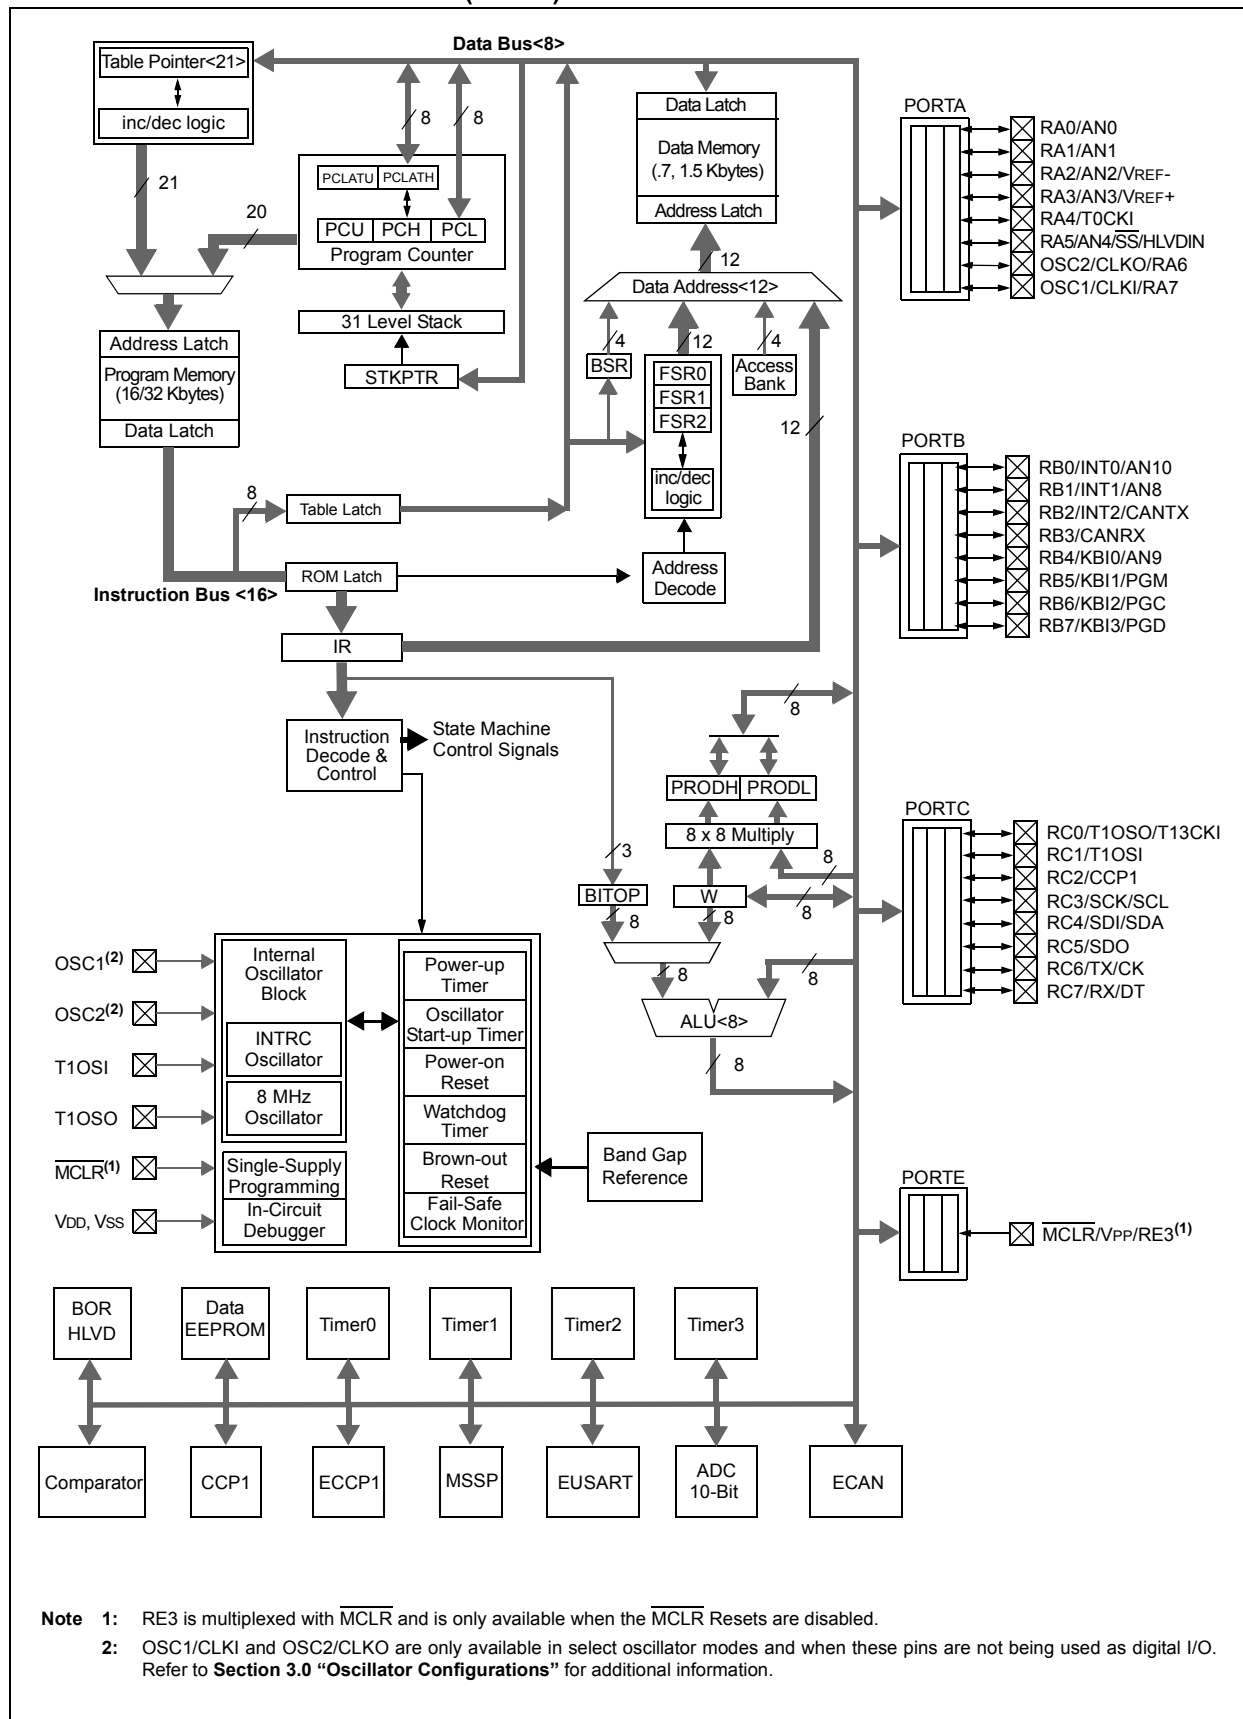 Data Bus<8>
Table Pointer<21>
inc/dec logic
21
20
8
8
PCLATU PCLATH
PCU PCH PCL
Program Counter
31 Level Stack
STKPTR
Address Latch
Program Memory
(16/32 Kbytes)
Data Latch
8
Table Latch
ROM Latch
Instruction Bus <16>
IR
Data Latch
Data Memory
(.7, 1.5 Kbytes)
Address Latch
12
Data Address<12>
4
12
4
BSR
FSR0
FSR1
FSR2
inc/dec
logic
Access
Bank
12
Address
Decode
Instruction
Decode &
Control
State Machine
Control Signals
8
PRODH PRODL
8 x 8 Multiply
3
8
BITOP
W
8
8
8
8
8
ALU<8>
8
PORTA
RA0/AN0
RA1/AN1
RA2/AN2/VREF-
RA3/AN3/VREF+
RA4/T0CKI
RA5/AN4/SS/HLVDIN
OSC2/CLKO/RA6
OSC1/CLKI/RA7
PORTB
RB0/INT0/AN10
RB1/INT1/AN8
RB2/INT2/CANTX
RB3/CANRX
RB4/KBI0/AN9
RB5/KBI1/PGM
RB6/KBI2/PGC
RB7/KBI3/PGD
PORTC
RC0/T1OSO/T13CKI
RC1/T1OSI
RC2/CCP1
RC3/SCK/SCL
RC4/SDI/SDA
RC5/SDO
RC6/TX/CK
RC7/RX/DT
PORTE
MCLR/VPP/RE3(1)
OSC1(2)
OSC2(2)
T1OSI
T1OSO
MCLR(1)
VDD, VSS
Internal
Oscillator
Block
INTRC
Oscillator
8 MHz
Oscillator
Single-Supply
Programming
In-Circuit
Debugger
Power-up
Timer
Oscillator
Start-up Timer
Power-on
Reset
Watchdog
Timer
Brown-out
Reset
Fail-Safe
Clock Monitor
Band Gap
Reference
BOR
HLVD
Data
EEPROM
Timer0
Timer1
Timer2
Timer3
Comparator
CCP1
ECCP1
MSSP
EUSART
ADC
10-Bit
ECAN
Note 1: RE3 is multiplexed with MCLR and is only available when the MCLR Resets are disabled.
2: OSC1/CLKI and OSC2/CLKO are only available in select oscillator modes and when these pins are not being used as digital I/O.
Refer to Section 3.0 “Oscillator Configurations” for additional information.